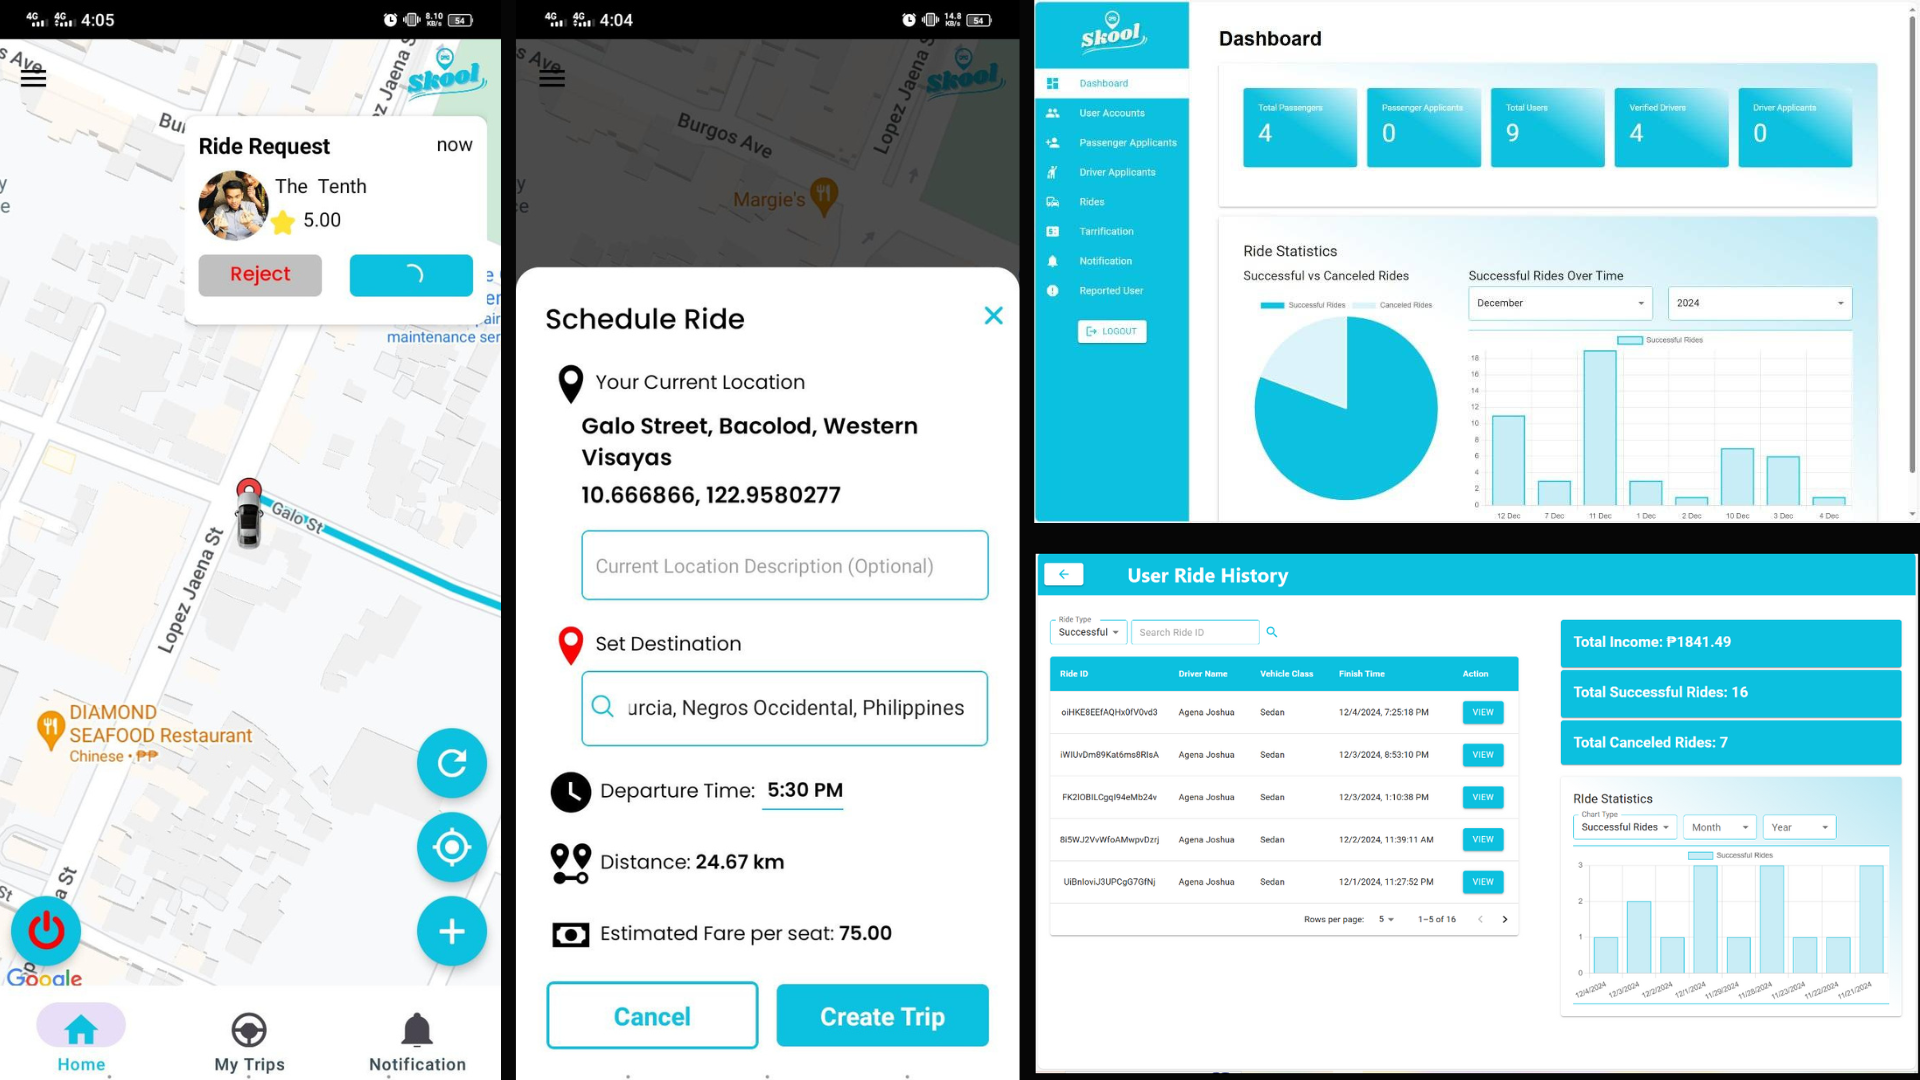 4G 4G 4:05
8.10 KB/s 54
s Ave
Skool
Lopez Jaena St
Ride Request
now
The Tenth
5.00
Reject
maintenance ser
Galo St
Lopez Jaena St
DIAMOND
SEAFOOD Restaurant
Chinese • ₱₱
a St
Google
Home
My Trips
Notification
4G 4G 4:04
14.8 KB/s 54
s Ave
Skool
Burgos Ave
Lopez Jaena S
Margie's
Schedule Ride
Your Current Location
Galo Street, Bacolod, Western
Visayas
10.666866, 122.9580277
Current Location Description (Optional)
Set Destination
urcia, Negros Occidental, Philippines
Departure Time: 5:30 PM
Distance: 24.67 km
Estimated Fare per seat: 75.00
Cancel
Create Trip
Skool
Dashboard
User Accounts
Passenger Applicants
Driver Applicants
Rides
Tarrification
Notification
Reported User
LOGOUT
Dashboard
Total Passengers
4
Passenger Applicants
0
Total Users
9
Verified Drivers
4
Driver Applicants
0
Ride Statistics
Successful vs Canceled Rides
Successful Rides
Canceled Rides
Successful Rides Over Time
December
2024
Successful Rides
18
16
14
12
10
8
6
4
2
0
12 Dec 7 Dec 11 Dec 1 Dec 2 Dec 10 Dec 3 Dec 4 Dec
User Ride History
Ride Type
Successful
Search Ride ID
Ride ID Driver Name Vehicle Class Finish Time Action
oiHKE8EEfAQHx0fV0vd3 Agena Joshua Sedan 12/4/2024, 7:25:18 PM VIEW
iWIUvDm89Kat6ms8RIsA Agena Joshua Sedan 12/3/2024, 8:53:10 PM VIEW
FK2lOBILCgql94eMb24v Agena Joshua Sedan 12/3/2024, 1:10:38 PM VIEW
8i5WJ2VvWfoAMwpvDzrj Agena Joshua Sedan 12/2/2024, 11:39:11 AM VIEW
UiBnloviJ3UPCgG7GfNj Agena Joshua Sedan 12/1/2024, 11:27:52 PM VIEW
Rows per page: 5 1–5 of 16
Total Income: ₱1841.49
Total Successful Rides: 16
Total Canceled Rides: 7
RIde Statistics
Chart Type
Successful Rides
Month
Year
Successful Rides
3
2
1
0
12/4/2024 12/3/2024 12/2/2024 12/1/2024 11/29/2024 11/28/2024 11/23/2024 11/22/2024 11/21/2024